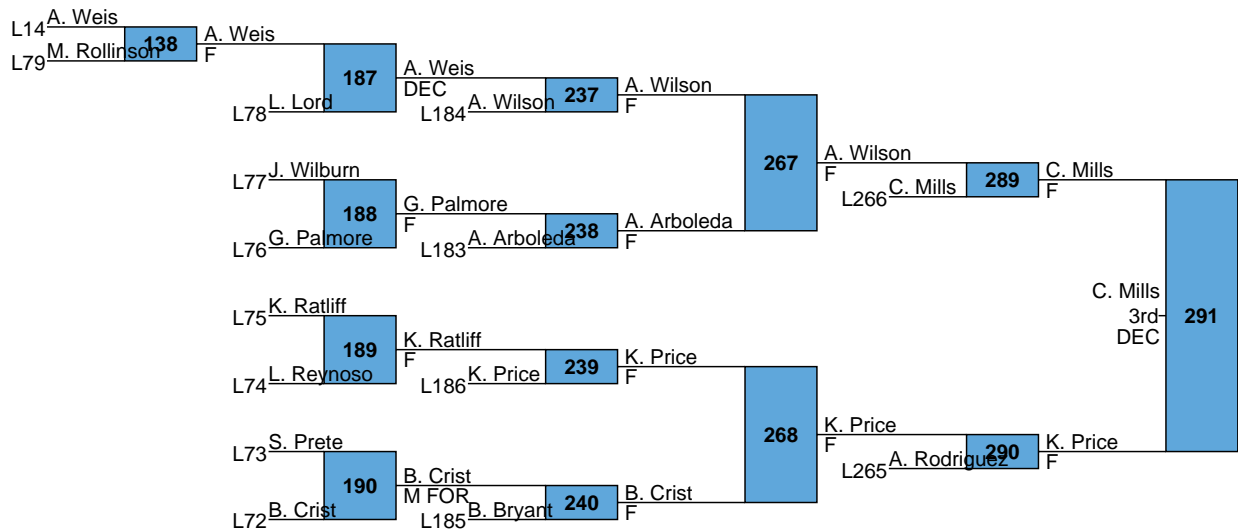 L14 A. Weis
138
A. Weis
F
L79 M. Rollinson
187
A. Weis
DEC
L78 L. Lord
L184 A. Wilson
237
A. Wilson
F
L77 J. Wilburn
188
G. Palmore
F
L76 G. Palmore
L183 A. Arboleda
238
A. Arboleda
F
267
A. Wilson
F
L266 C. Mills
289
C. Mills
F
L75 K. Ratliff
189
K. Ratliff
F
L74 L. Reynoso
L186 K. Price
239
K. Price
F
L73 S. Prete
190
B. Crist
M FOR
L72 B. Crist
L185 B. Bryant
240
B. Crist
F
268
K. Price
F
L265 A. Rodriguez
290
K. Price
F
C. Mills
3rd
DEC
291